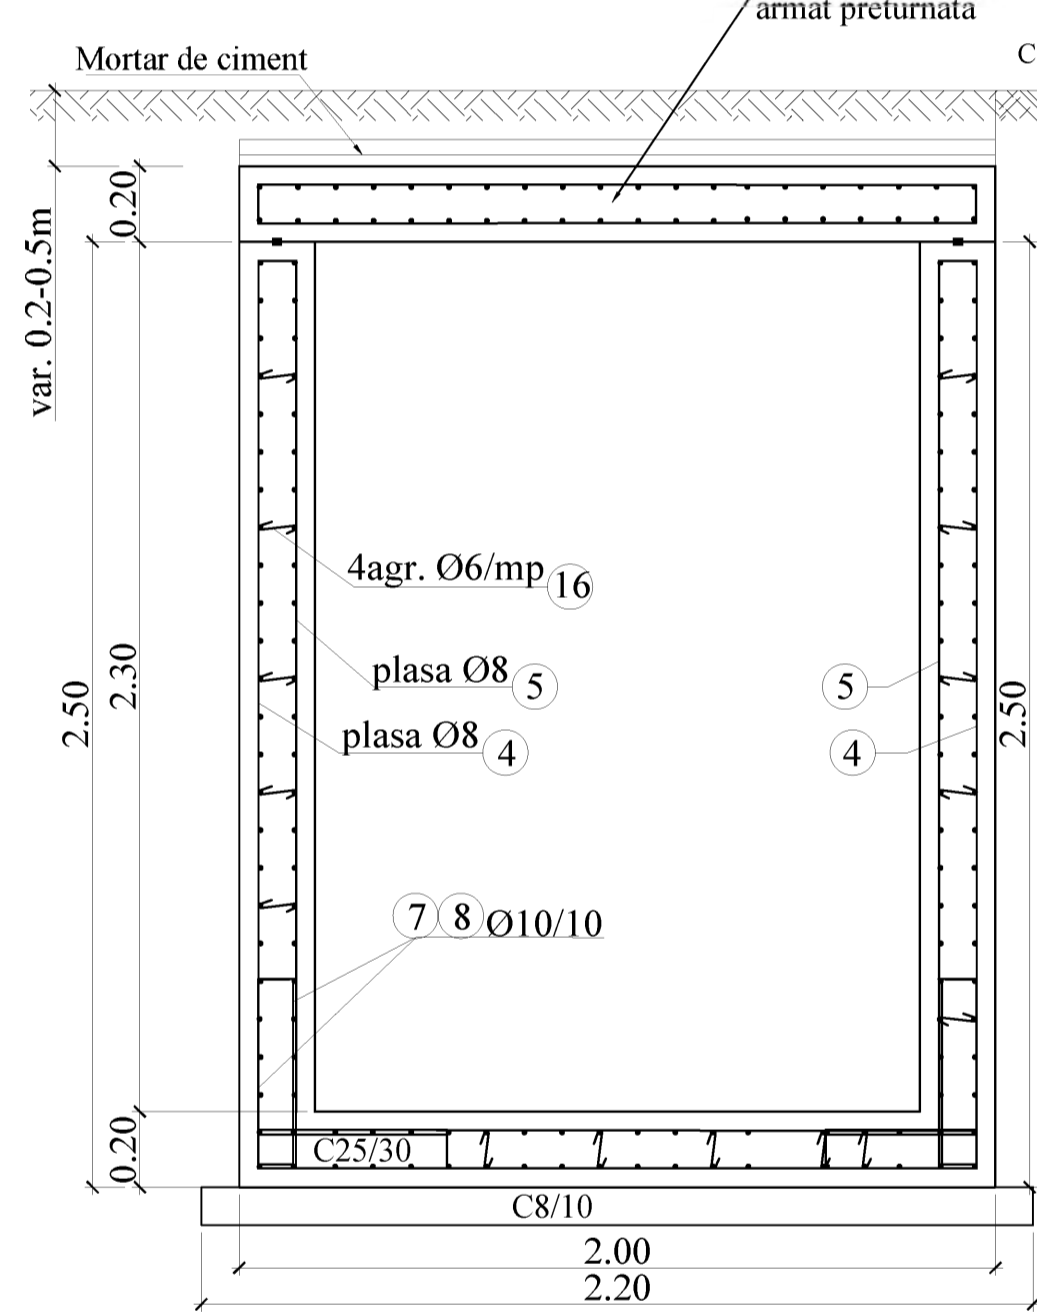 armat preturnata
Mortar de ciment
C
0.20
var. 0.2-0.5m
4agr. Ø6/mp 16
plasa Ø8 5
5
2.30
2.50
2.50
plasa Ø8 4
4
7 8 Ø10/10
0.20
C25/30
C8/10
2.00
2.20